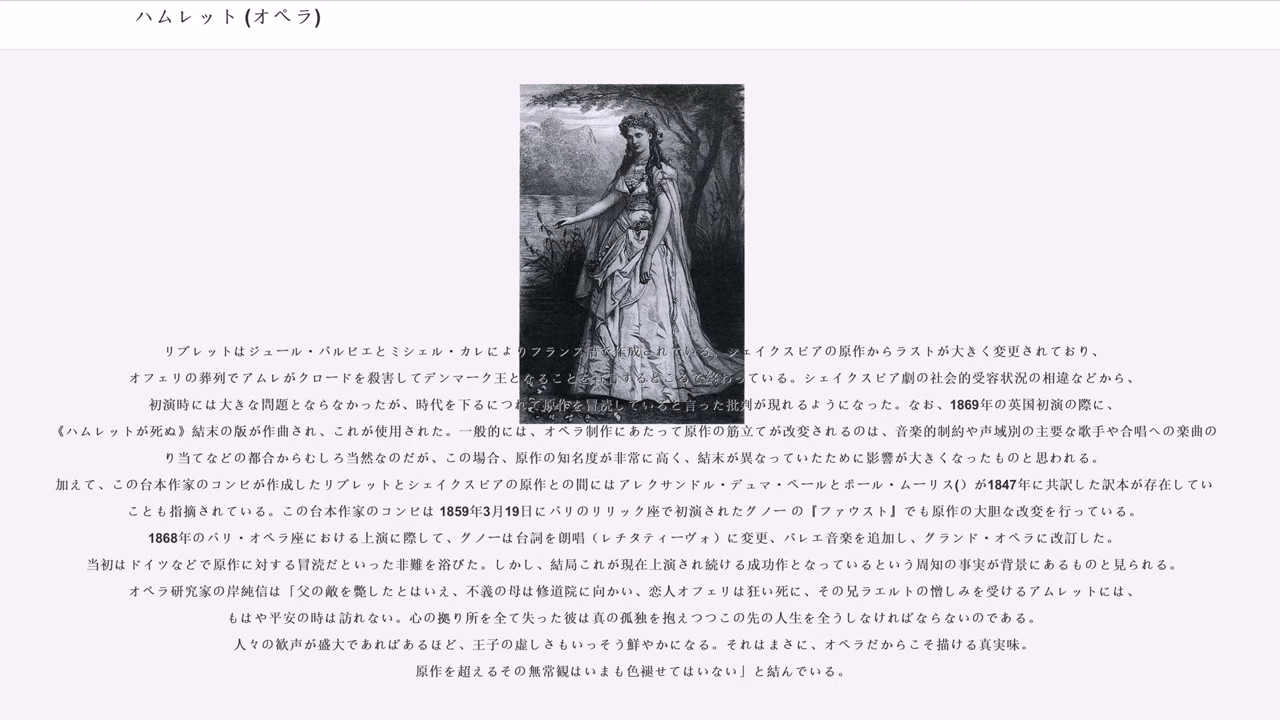 ハムレット (オペラ)
リブレットはジュール・バルビエとミシェル・カレによりフランス語で作成されている。シェイクスピアの原作からラストが大きく変更されており、
オフェリの葬列でアムレがクロードを殺害してデンマーク王となることを するところで終わっている。シェイクスピア劇の社会的受容状況の相違などから、
初演時には大きな問題とならなかったが、時代を下るにつれて原作を冒涜していると言った批判が現れるようになった。なお、1869年の英国初演の際に、
《ハムレットが死ぬ》結末の版が作曲され、これが使用された。一般的には、オペラ制作にあたって原作の筋立てが改変されるのは、音楽的制約や声域別の主要な歌手や合唱への楽曲の
り当てなどの都合からむしろ当然なのだが、この場合、原作の知名度が非常に高く、結末が異なっていたために影響が大きくなったものと思われる。
加えて、この台本作家のコンビが作成したリブレットとシェイクスピアの原作との間にはアレクサンドル・デュマ・ペールとポール・ムーリス(）が1847年に共訳した訳本が存在してい
ことも指摘されている。この台本作家のコンビは 1859年3月19日にパリのリリック座で初演されたグノー の『ファウスト』でも原作の大胆な改変を行っている。
1868年のパリ・オペラ座における上演に際して、グノーは台詞を朗唱（レチタティーヴォ）に変更、バレエ音楽を追加し、グランド・オペラに改訂した。
当初はドイツなどで原作に対する冒涜だといった非難を浴びた。しかし、結局これが現在上演され続ける成功作となっているという周知の事実が背景にあるものと見られる。
オペラ研究家の岸純信は「父の敵を斃したとはいえ、不義の母は修道院に向かい、恋人オフェリは狂い死に、その兄ラエルトの憎しみを受けるアムレットには、
もはや平安の時は訪れない。心の拠り所を全て失った彼は真の孤独を抱えつつこの先の人生を全うしなければならないのである。
人々の歓声が盛大であればあるほど、王子の虚しさもいっそう鮮やかになる。それはまさに、オペラだからこそ描ける真実味。
原作を超えるその無常観はいまも色褪せてはいない」と結んでいる。